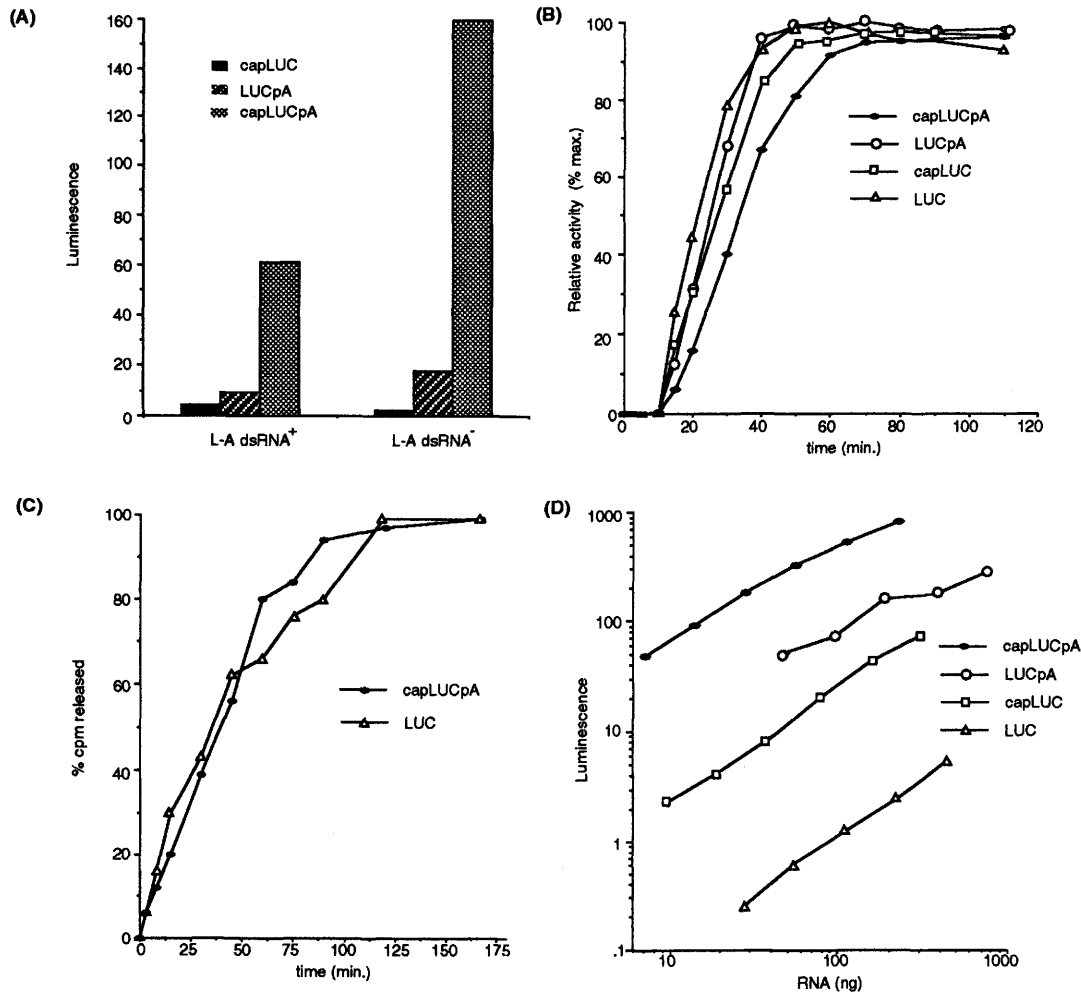 (A)
160
140
120
160
80
60
40
20
0
Luminescence
capLUC
LUCpA
capLUCpA
L-A dsRNA+
L-A dsRNA-
(B)
100
80
60
40
20
0
Relative activity (% max.)
capLUCpA
LUCpA
capLUC
LUC
0 20 40 60 80 100 120
time (min.)
(C)
100
80
60
40
20
0
% cpm released
capLUCpA
LUC
0 25 50 75 100 125 150 175
time (min.)
(D)
1000
100
10
1
.1
Luminescence
capLUCpA
LUCpA
capLUC
LUC
10 100 1000
RNA (ng)